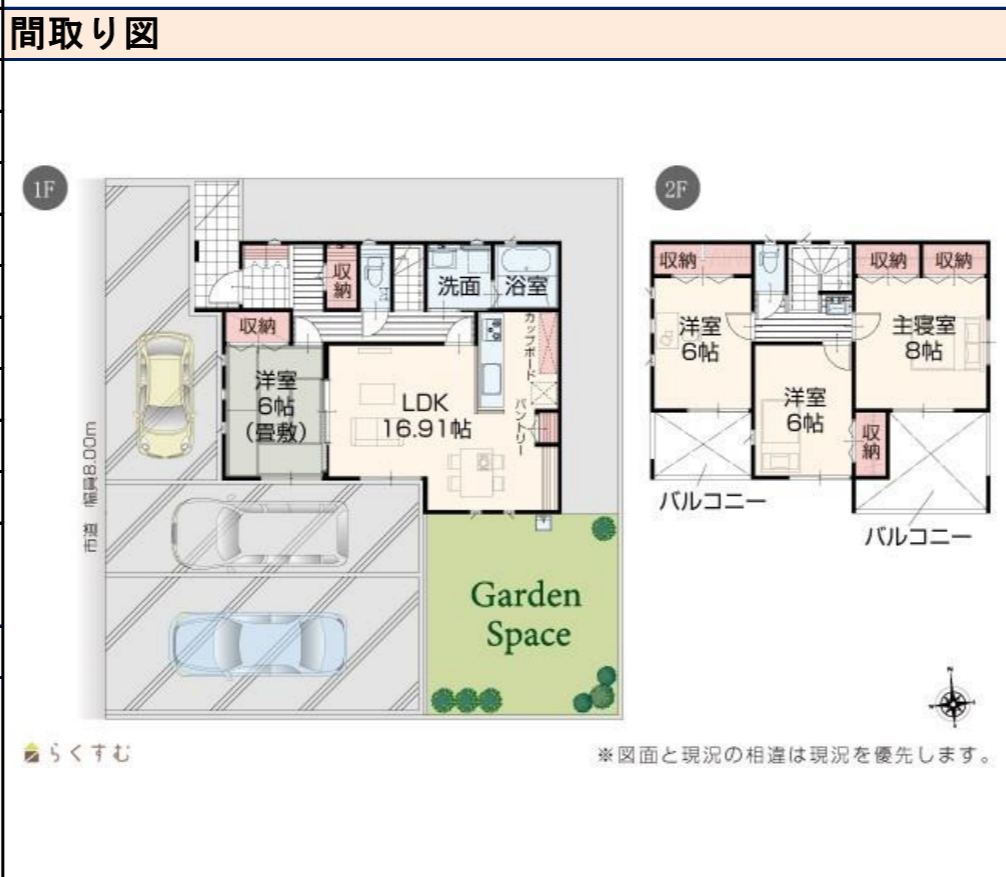 間取り図
1F
収納
洗面
浴室
収納
カップボード
洋室
6帖
(畳敷)
LDK
16.91帖
パントリー
市道 幅員8.00m
Garden
Space
2F
収納
収納
収納
洋室
6帖
主寝室
8帖
洋室
6帖
収納
バルコニー
バルコニー
N
らくすむ
※図面と現況の相違は現況を優先します。